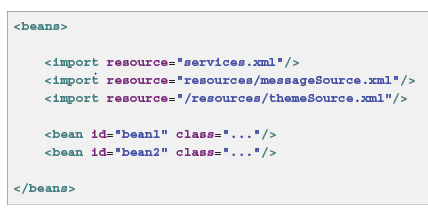 <beans>
<import resource="services.xml"/>
<import resource="resources/messageSource.xml"/>
<import resource="/resources/themeSource.xml"/>
<bean id="bean1" class="..."/>
<bean id="bean2" class="..."/>
</beans>